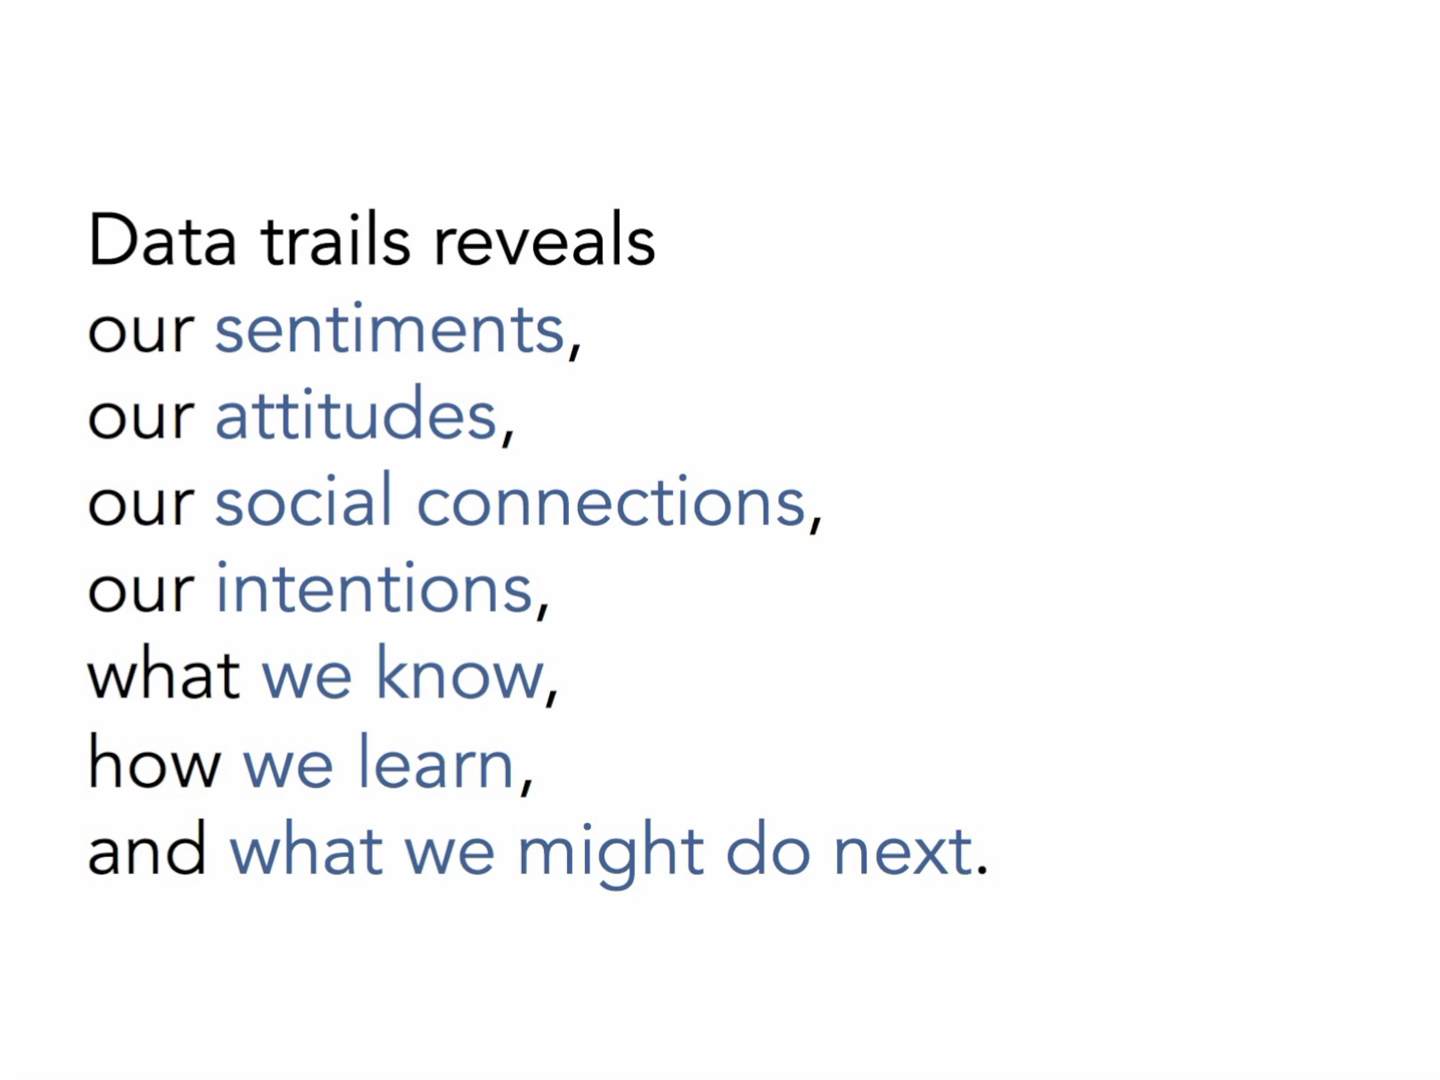 Data trails reveals
our sentiments,
our attitudes,
our social connections,
our intentions,
what we know,
how we learn,
and what we might do next.